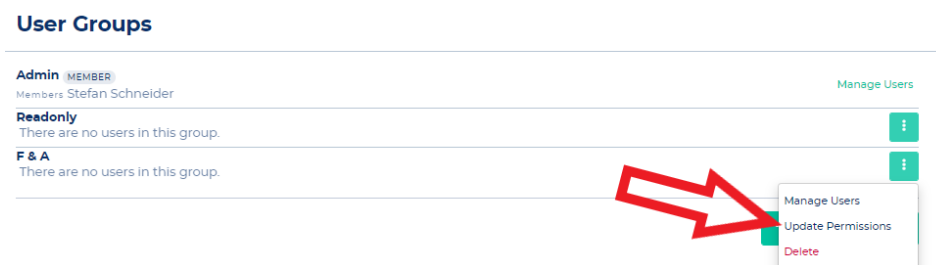 User Groups
Admin MEMBER
Members Stefan Schneider
Manage Users
Readonly
There are no users in this group.
F & A
There are no users in this group.
Manage Users
Update Permissions
Delete